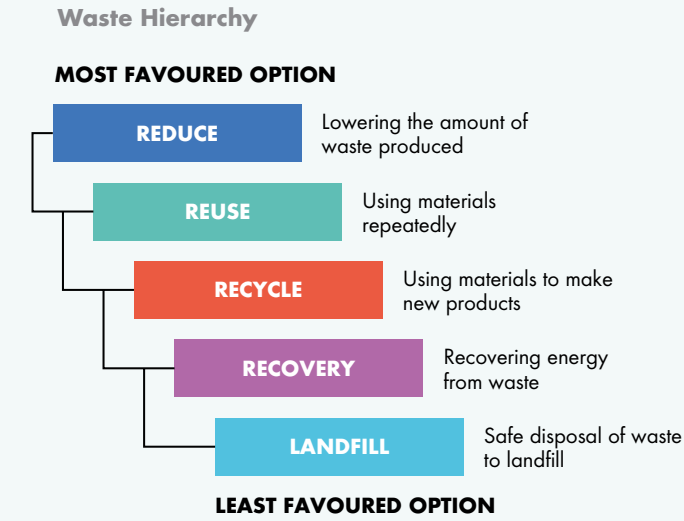 Waste Hierarchy
MOST FAVOURED OPTION
REDUCE
Lowering the amount of
waste produced
REUSE
Using materials
repeatedly
RECYCLE
Using materials to make
new products
RECOVERY
Recovering energy
from waste
LANDFILL
Safe disposal of waste
to landfill
LEAST FAVOURED OPTION